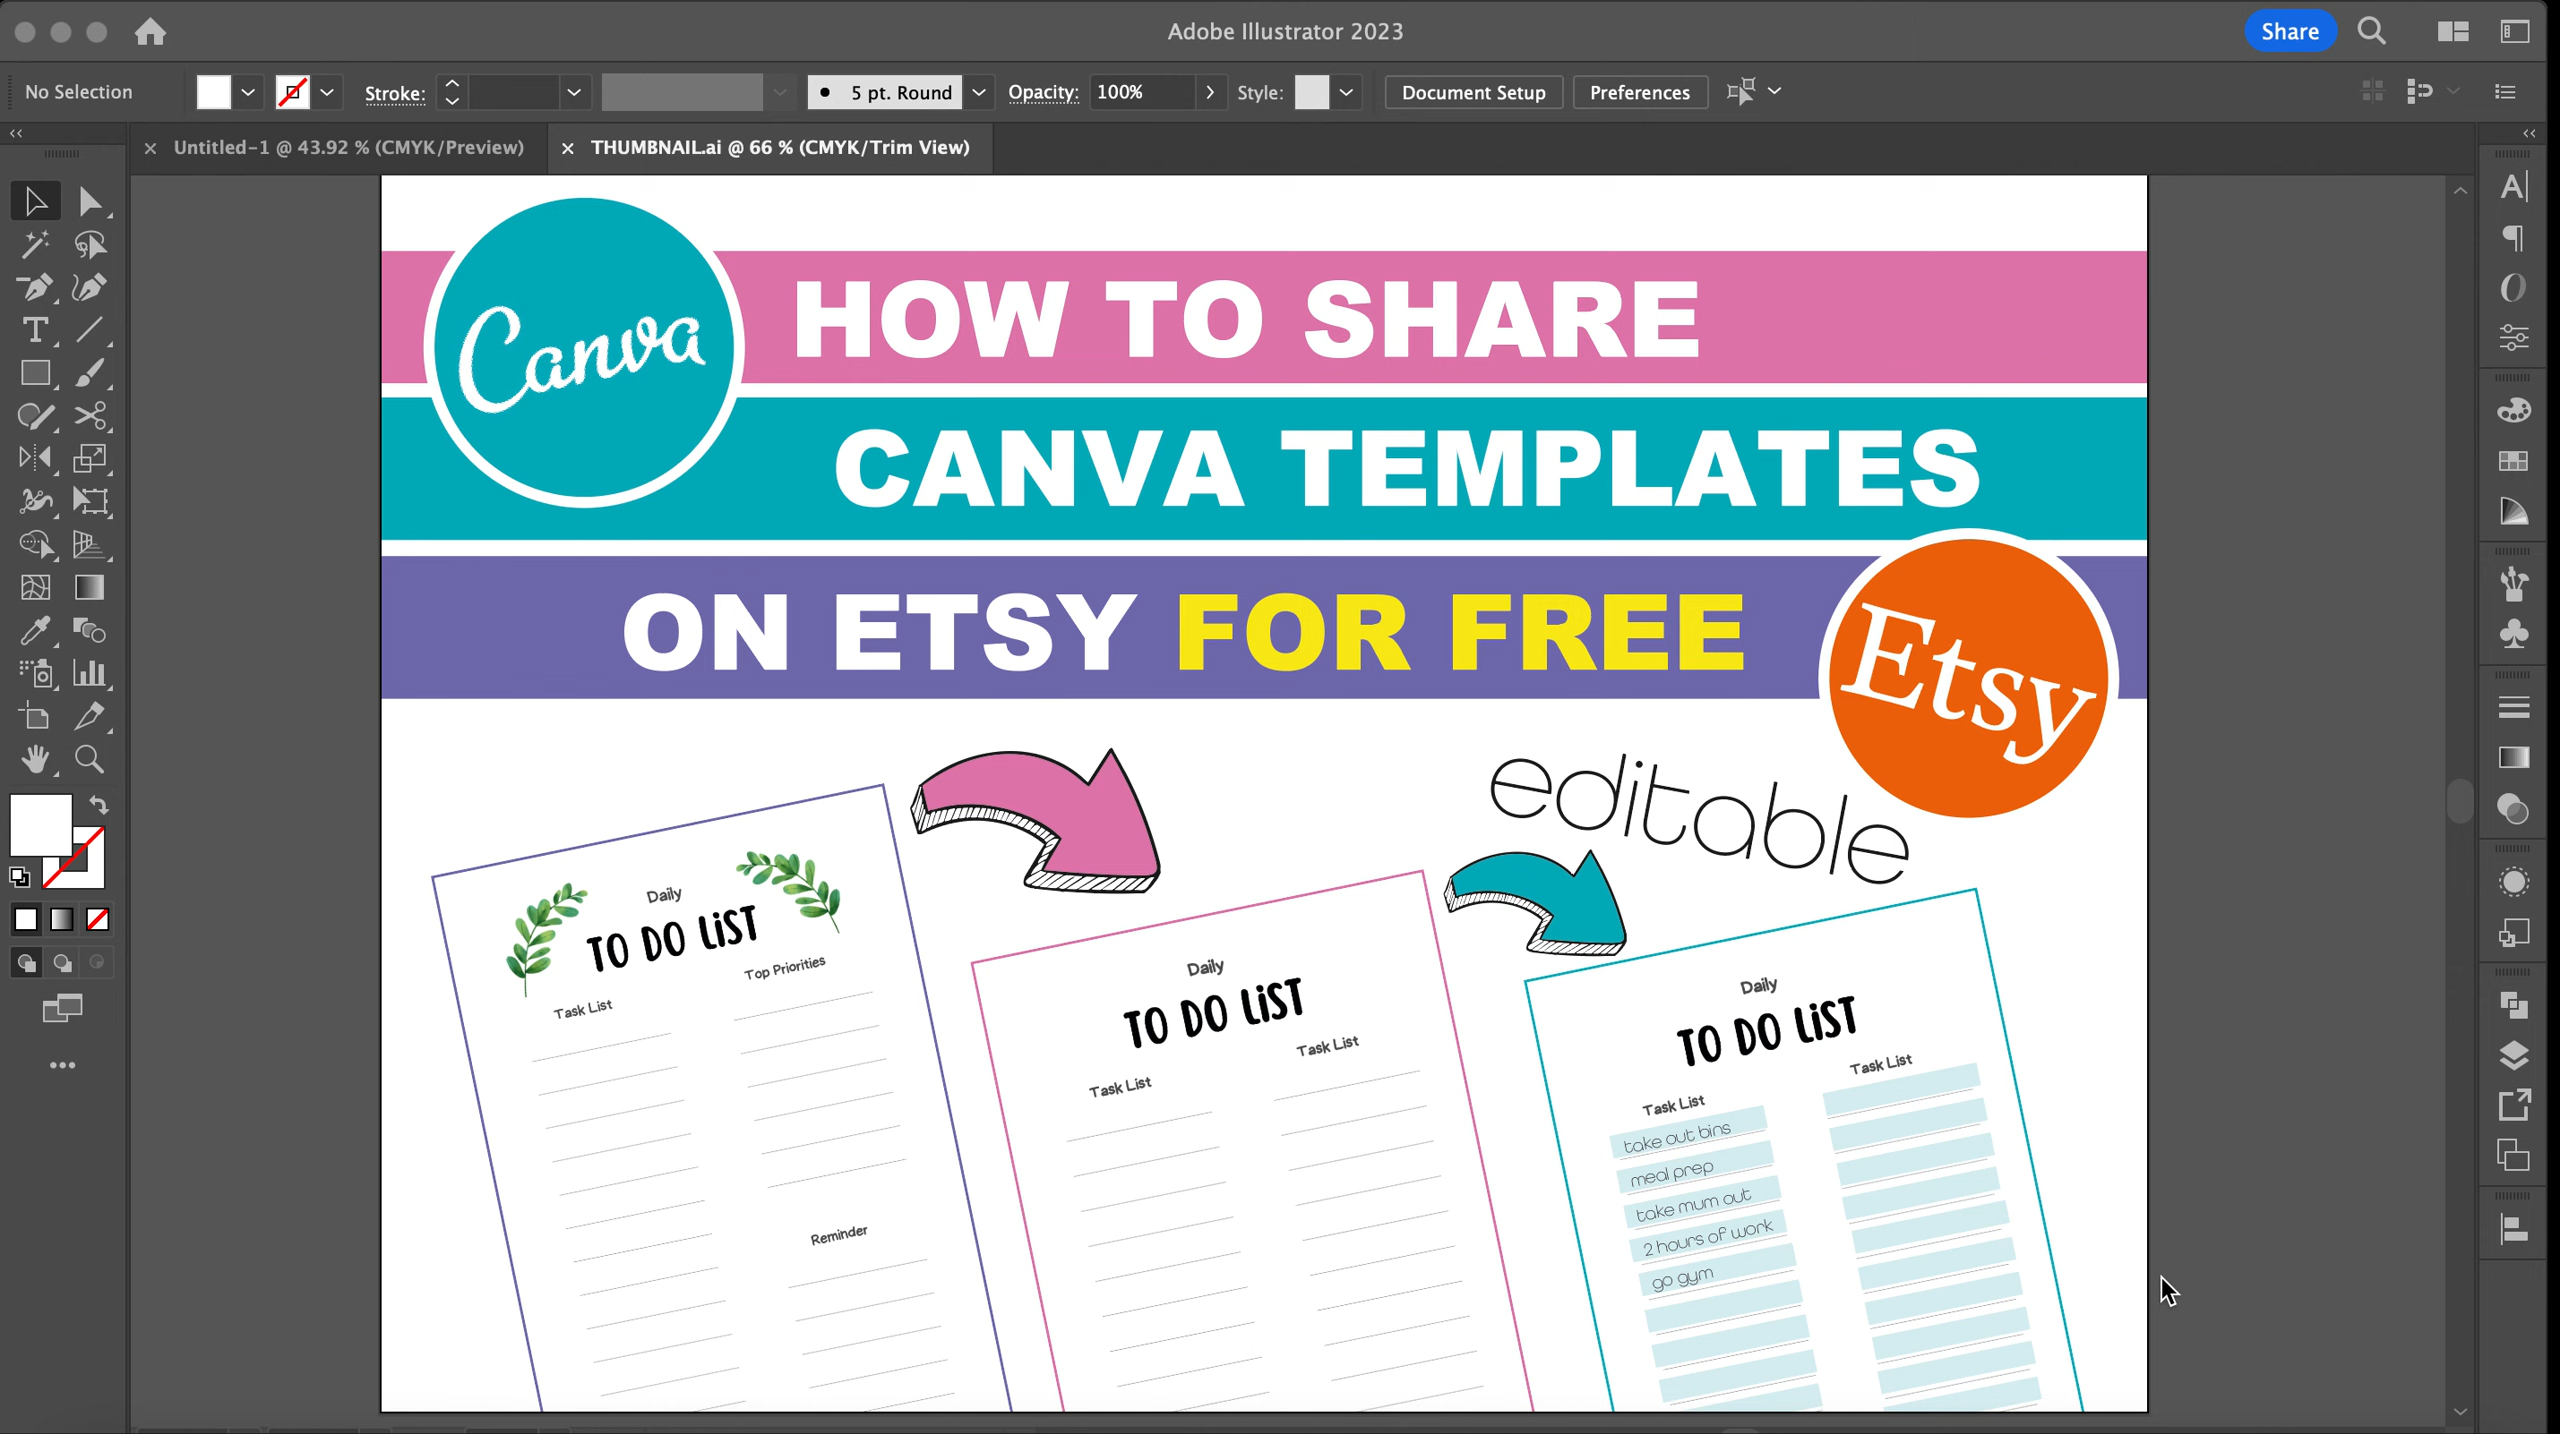 Adobe Illustrator 2023
Share
No Selection
Stroke:
5 pt. Round
Opacity:
100%
Style:
Document Setup
Preferences
Untitled-1 @ 43.92 % (CMYK/Preview)
THUMBNAIL.ai @ 66 % (CMYK/Trim View)
Canva
HOW TO SHARE
CANVA TEMPLATES
ON ETSY FOR FREE
Etsy
editable
Daily
TO DO LiST
Top Priorities
Task List
Reminder
Daily
TO DO LiST
Task List
Task List
Daily
TO DO LiST
Task List
Task List
take out bins
meal prep
take mum out
2 hours of work
go gym